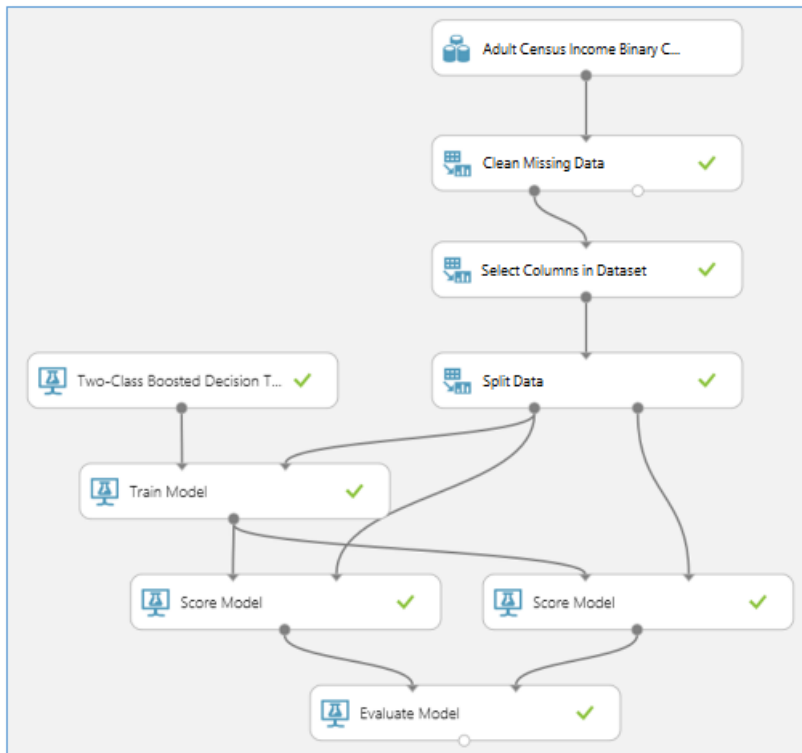 Adult Census Income Binary C...
Clean Missing Data
Select Columns in Dataset
Two-Class Boosted Decision T...
Split Data
Train Model
Score Model
Score Model
Evaluate Model